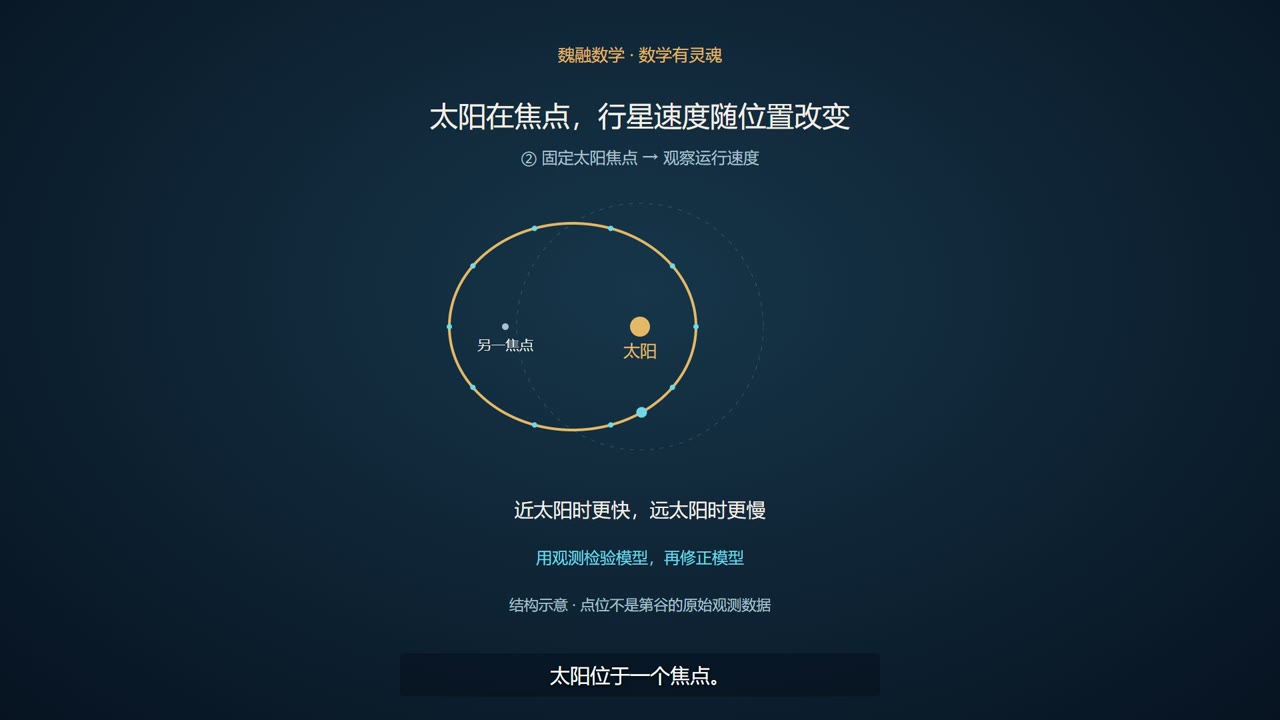 魏融数学 · 数学有灵魂
太阳在焦点，行星速度随位置改变
② 固定太阳焦点 → 观察运行速度
另一焦点
太阳
近太阳时更快，远太阳时更慢
用观测检验模型，再修正模型
结构示意 · 点位不是第谷的原始观测数据
太阳位于一个焦点。